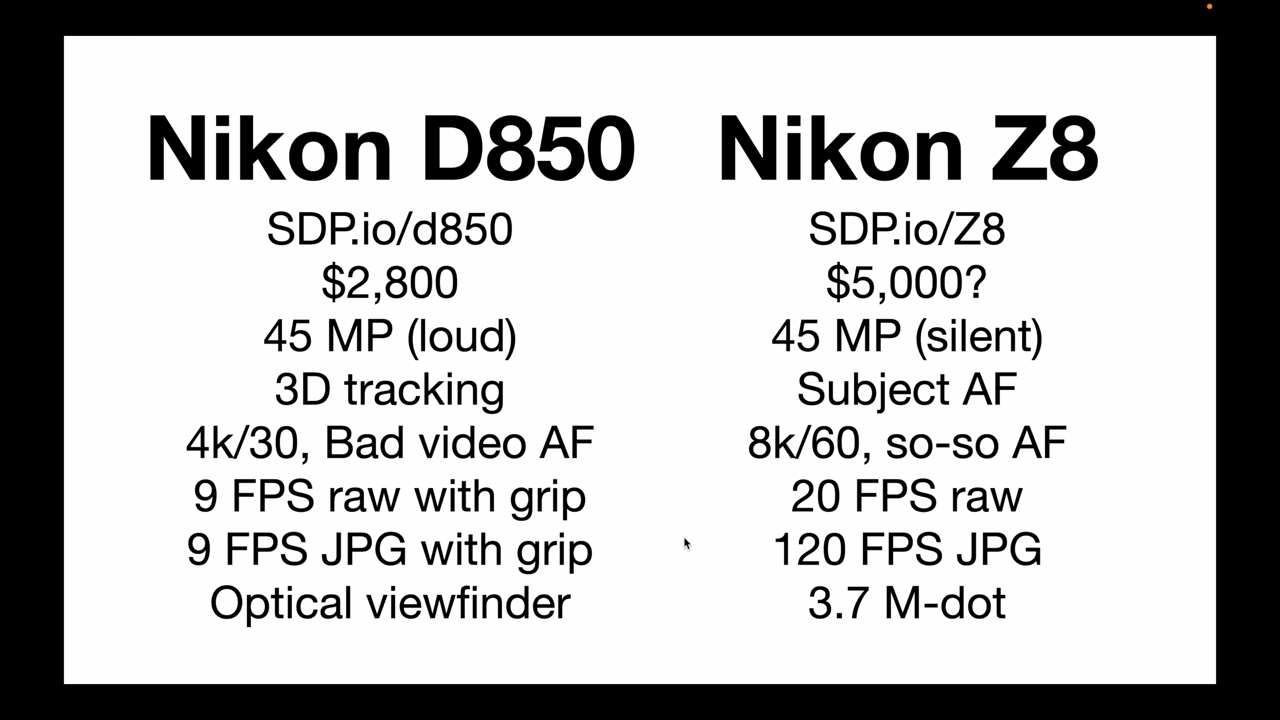 Nikon D850
SDP.io/d850
$2,800
45 MP (loud)
3D tracking
4k/30, Bad video AF
9 FPS raw with grip
9 FPS JPG with grip
Optical viewfinder
Nikon Z8
SDP.io/Z8
$5,000?
45 MP (silent)
Subject AF
8k/60, so-so AF
20 FPS raw
120 FPS JPG
3.7 M-dot